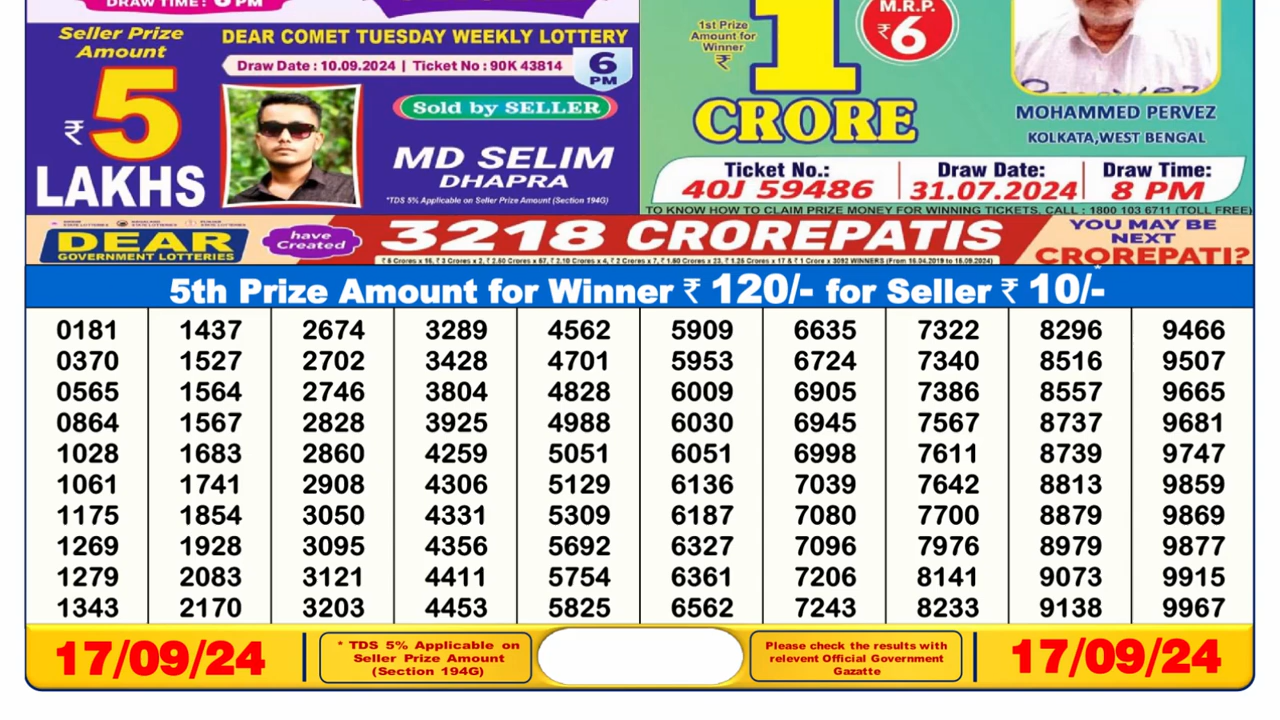 DRAW TIME: 6 PM
Seller Prize
Amount
₹ 5
LAKHS
DEAR COMET TUESDAY WEEKLY LOTTERY
Draw Date : 10.09.2024 | Ticket No : 90K 43814
6
PM
Sold by SELLER
MD SELIM
DHAPRA
*TDS 5% Applicable on Seller Prize Amount (Section 194G)
1st Prize
Amount for
Winner
₹
1
CRORE
M.R.P.
₹6
MOHAMMED PERVEZ
KOLKATA,WEST BENGAL
Ticket No.: Draw Date: Draw Time:
40J 59486 31.07.2024 8 PM
TO KNOW HOW TO CLAIM PRIZE MONEY FOR WINNING TICKETS, CALL : 1800 103 6711 (TOLL FREE)
DEAR
GOVERNMENT LOTTERIES
have
Created
3218 CROREPATIS
YOU MAY BE
NEXT
CROREPATI?
5th Prize Amount for Winner ₹ 120/- for Seller ₹ 10/-*
0181 1437 2674 3289 4562 5909 6635 7322 8296 9466
0370 1527 2702 3428 4701 5953 6724 7340 8516 9507
0565 1564 2746 3804 4828 6009 6905 7386 8557 9665
0864 1567 2828 3925 4988 6030 6945 7567 8737 9681
1028 1683 2860 4259 5051 6051 6998 7611 8739 9747
1061 1741 2908 4306 5129 6136 7039 7642 8813 9859
1175 1854 3050 4331 5309 6187 7080 7700 8879 9869
1269 1928 3095 4356 5692 6327 7096 7976 8979 9877
1279 2083 3121 4411 5754 6361 7206 8141 9073 9915
1343 2170 3203 4453 5825 6562 7243 8233 9138 9967
17/09/24
* TDS 5% Applicable on
Seller Prize Amount
(Section 194G)
Please check the results with
relevent Official Government
Gazatte
17/09/24